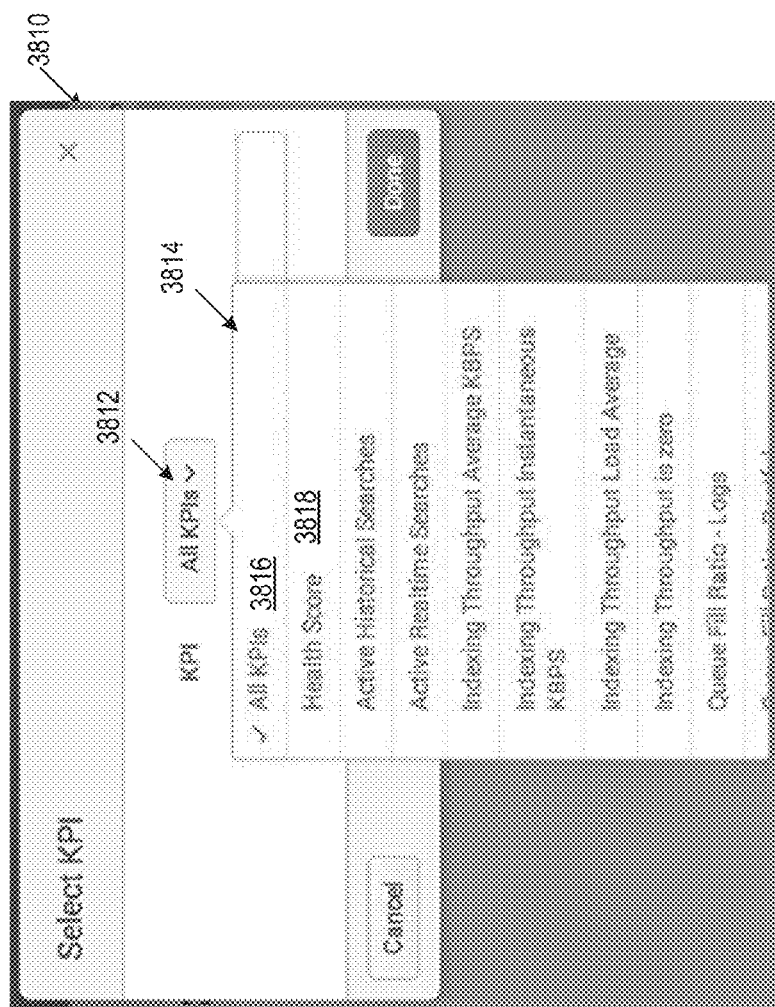 3810
Select KPI
×
3812
KPI
All KPIs
3814
✓ All KPIs 3816
Health Score 3818
Active Historical Searches
Active Realtime Searches
Indexing Throughput Average KBPS
Indexing Throughput Instantaneous
KBPS
Indexing Throughput Load Average
Indexing Throughput is zero
Queue Fill Ratio - Logs
Cancel
Done